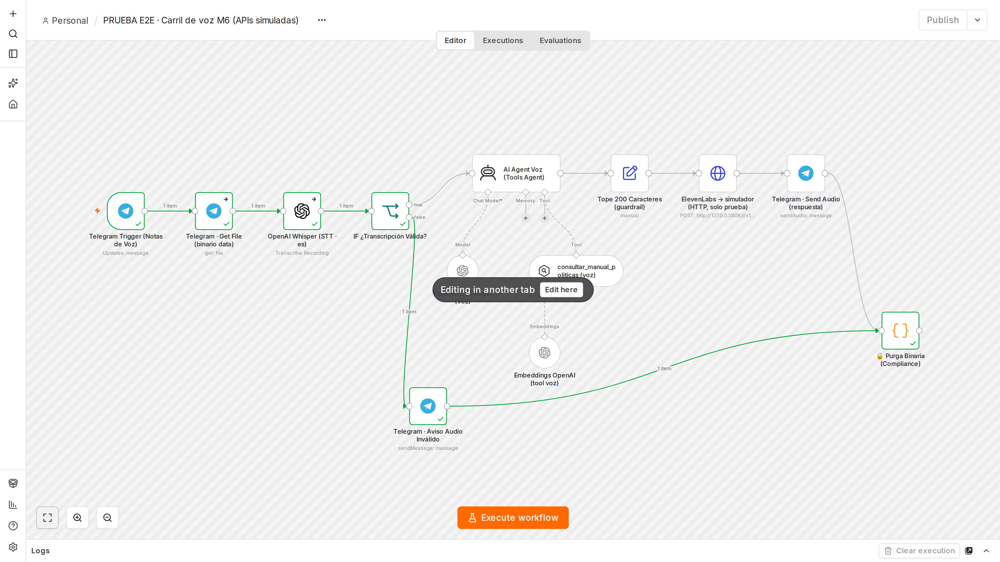 Personal / PRUEBA E2E · Carril de voz M6 (APIs simuladas)
Publish
Editor Executions Evaluations
AI Agent Voz
(Tools Agent)
Chat Model*
Memory
Tool
Tope 200 Caracteres
(guardrail)
manual
ElevenLabs → simulador
(HTTP, solo prueba)
POST: http://127.0.0.1:8083/v1...
Telegram · Send Audio
(respuesta)
sendAudio: message
1 item
1 item
1 item
true
false
Telegram Trigger (Notas
de Voz)
Updates: message
Telegram · Get File
(binario data)
get: file
OpenAI Whisper (STT ·
es)
Transcribe Recording
IF ¿Transcripción Válida?
Model
Tool
consultar_manual_p
oliticas (voz)
Editing in another tab
Edit here
OpenAI Chat Model
(Voz)
1 item
Embeddings
Embeddings OpenAI
(tool voz)
1 item
🔒 Purga Binaria
(Compliance)
Telegram · Aviso Audio
Inválido
sendMessage: message
Execute workflow
Logs
Clear execution